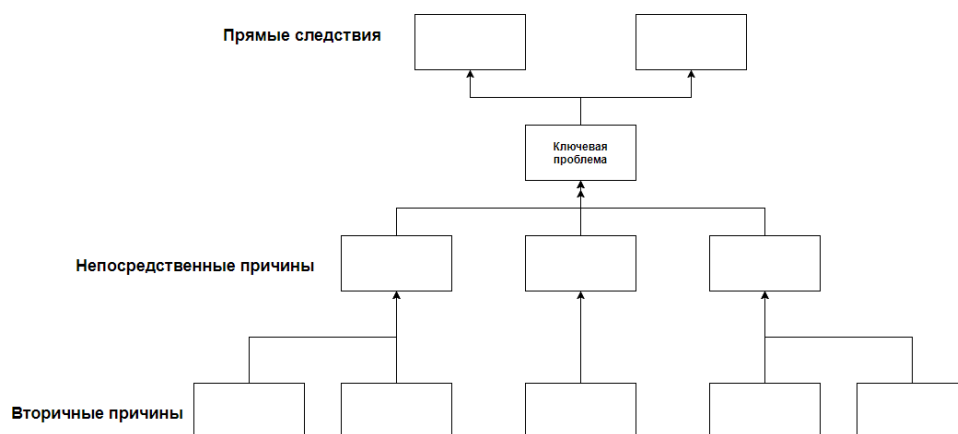 Прямые следствия
Ключевая
проблема
Непосредственные причины
Вторичные причины